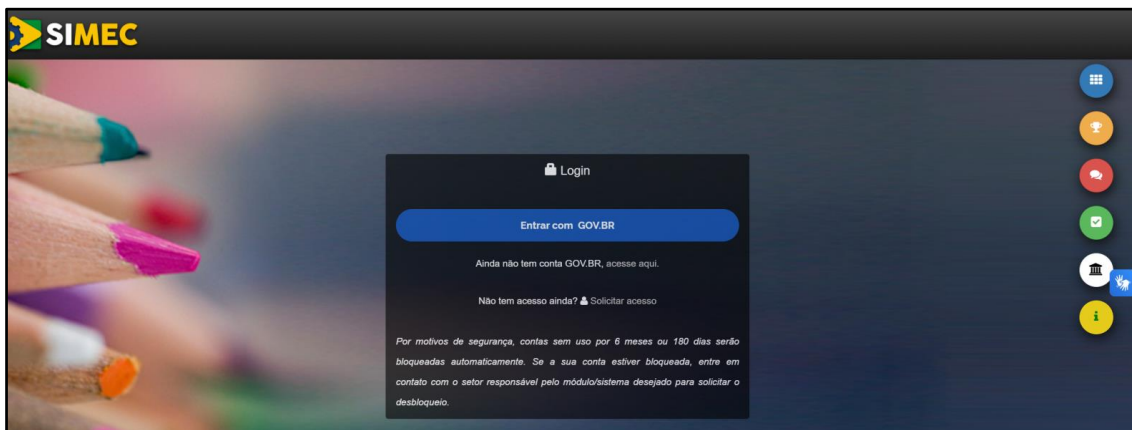 SIMEC
Login
Entrar com GOV.BR
Ainda não tem conta GOV.BR, acesse aqui.
Não tem acesso ainda? Solicitar acesso
Por motivos de segurança, contas sem uso por 6 meses ou 180 dias serão
bloqueadas automaticamente. Se a sua conta estiver bloqueada, entre em
contato com o setor responsável pelo módulo/sistema desejado para solicitar o
desbloqueio.
i